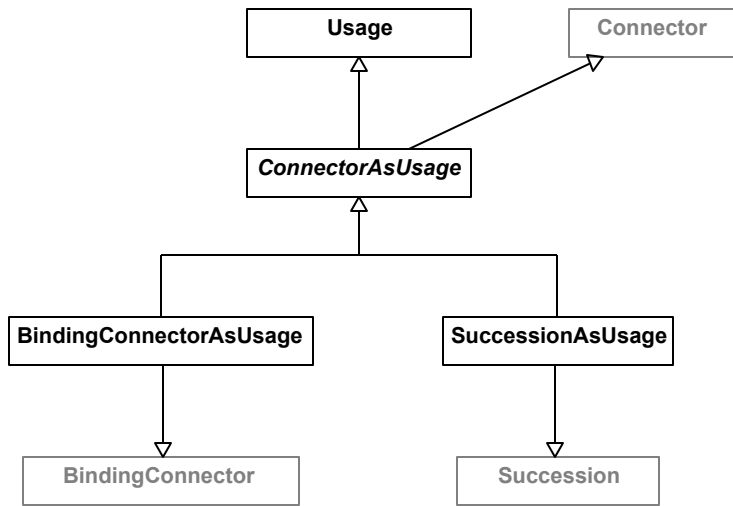 Usage
Connector
ConnectorAsUsage
BindingConnectorAsUsage
SuccessionAsUsage
BindingConnector
Succession